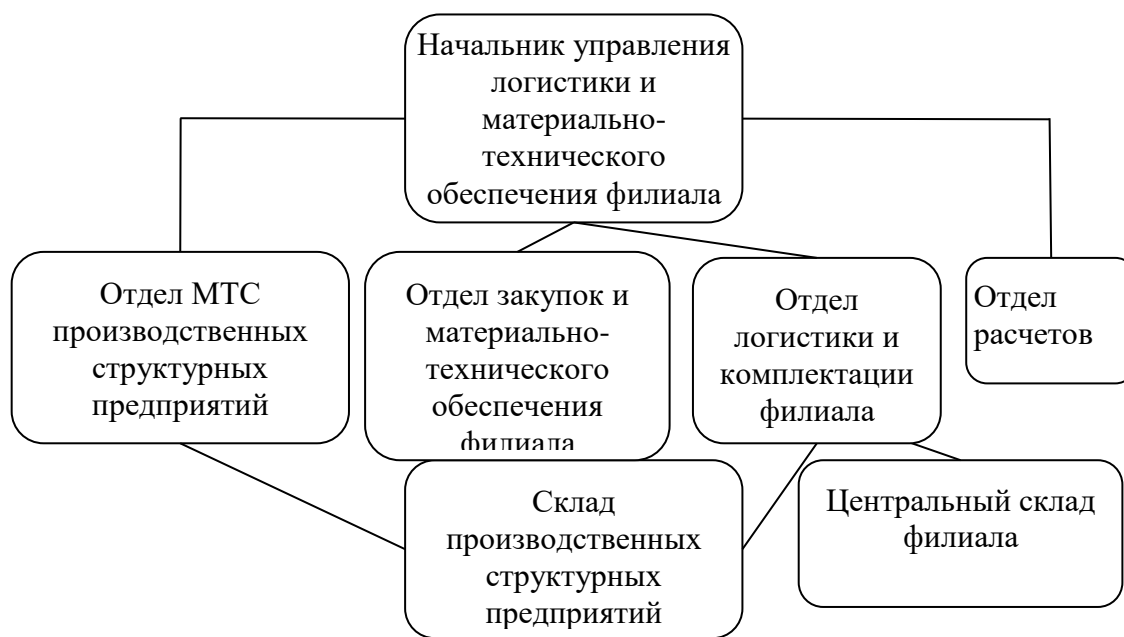 Начальник управления
логистики и
материально-
технического
обеспечения филиала
Отдел МТС
производственных
структурных
предприятий
Отдел закупок и
материально-
технического
обеспечения
филиала
Отдел
логистики и
комплектации
филиала
Отдел
расчетов
Склад
производственных
структурных
предприятий
Центральный склад
филиала